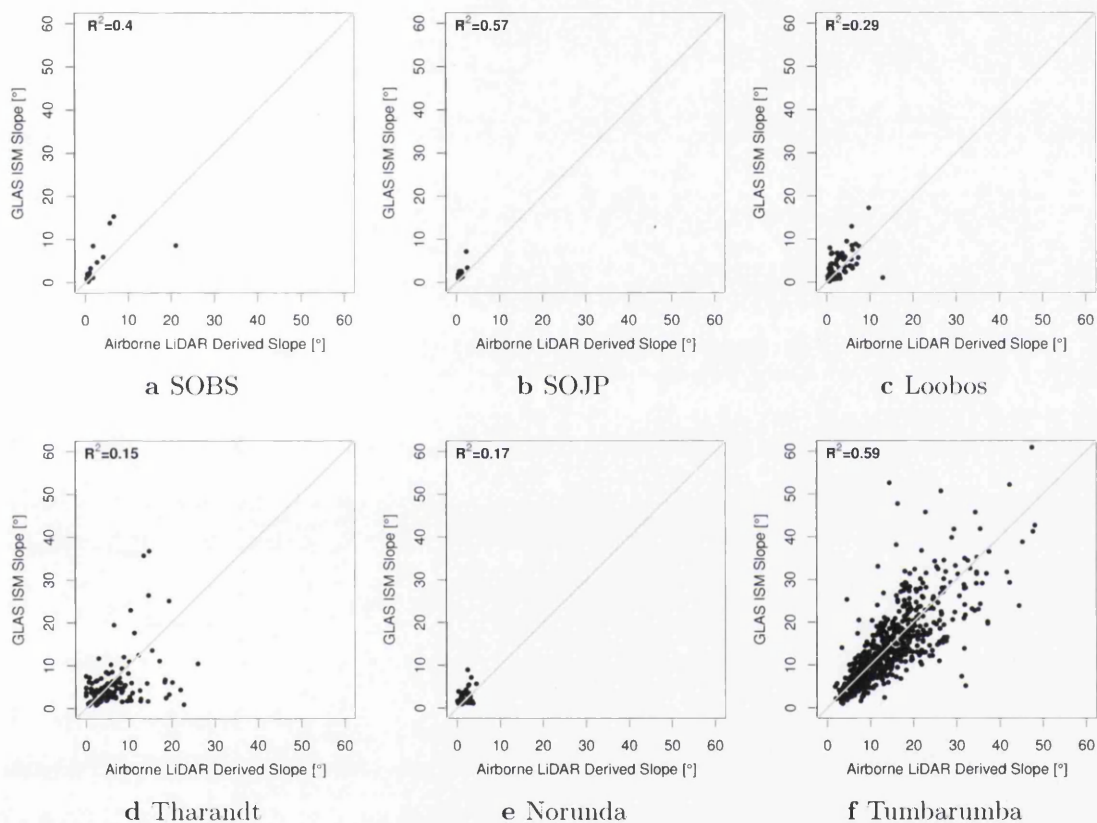 R²=0.4
GLAS ISM Slope [°]
0 10 20 30 40 50 60
0 10 20 30 40 50 60
Airborne LiDAR Derived Slope [°]
a SOBS
R²=0.57
GLAS ISM Slope [°]
0 10 20 30 40 50 60
0 10 20 30 40 50 60
Airborne LiDAR Derived Slope [°]
b SOJP
R²=0.29
GLAS ISM Slope [°]
0 10 20 30 40 50 60
0 10 20 30 40 50 60
Airborne LiDAR Derived Slope [°]
c Loobos
R²=0.15
GLAS ISM Slope [°]
0 10 20 30 40 50 60
0 10 20 30 40 50 60
Airborne LiDAR Derived Slope [°]
d Tharandt
R²=0.17
GLAS ISM Slope [°]
0 10 20 30 40 50 60
0 10 20 30 40 50 60
Airborne LiDAR Derived Slope [°]
e Norunda
R²=0.59
GLAS ISM Slope [°]
0 10 20 30 40 50 60
0 10 20 30 40 50 60
Airborne LiDAR Derived Slope [°]
f Tumbarumba